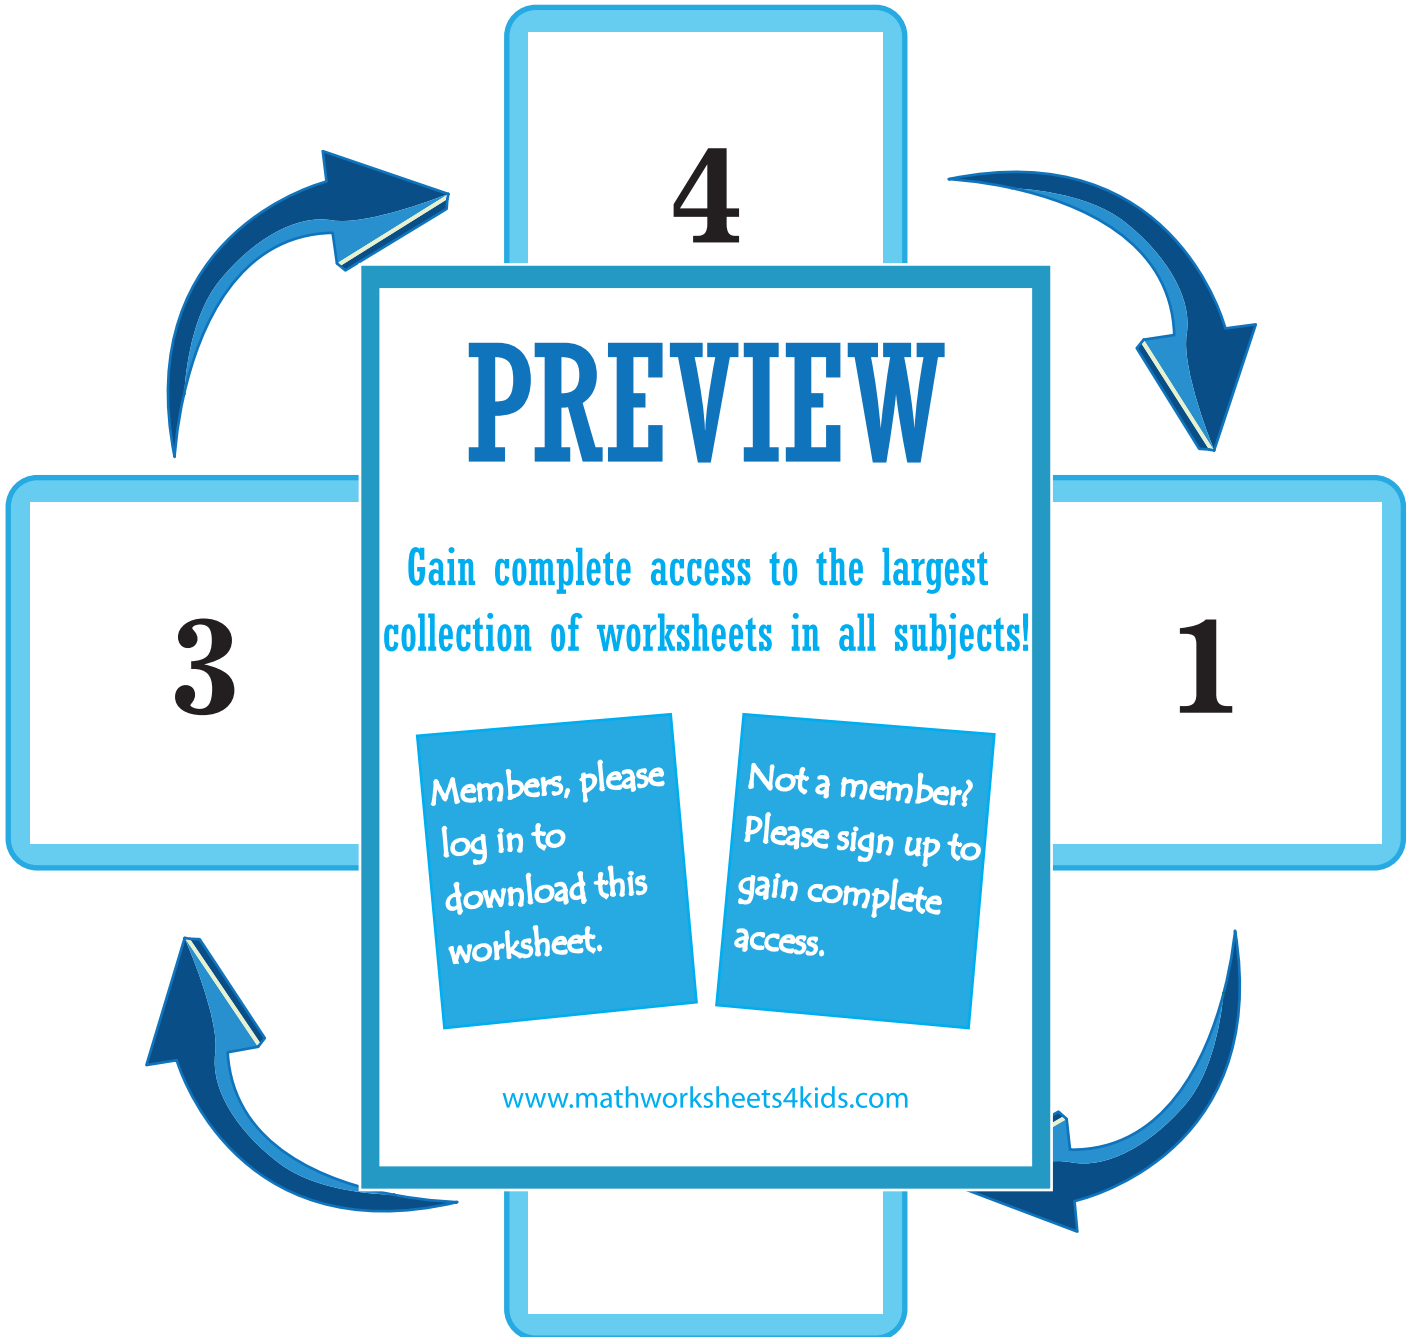 4
PREVIEW
Gain complete access to the largest
collection of worksheets in all subjects!
3
1
Members, please
log in to
download this
worksheet.
Not a member?
Please sign up to
gain complete
access.
www.mathworksheets4kids.com